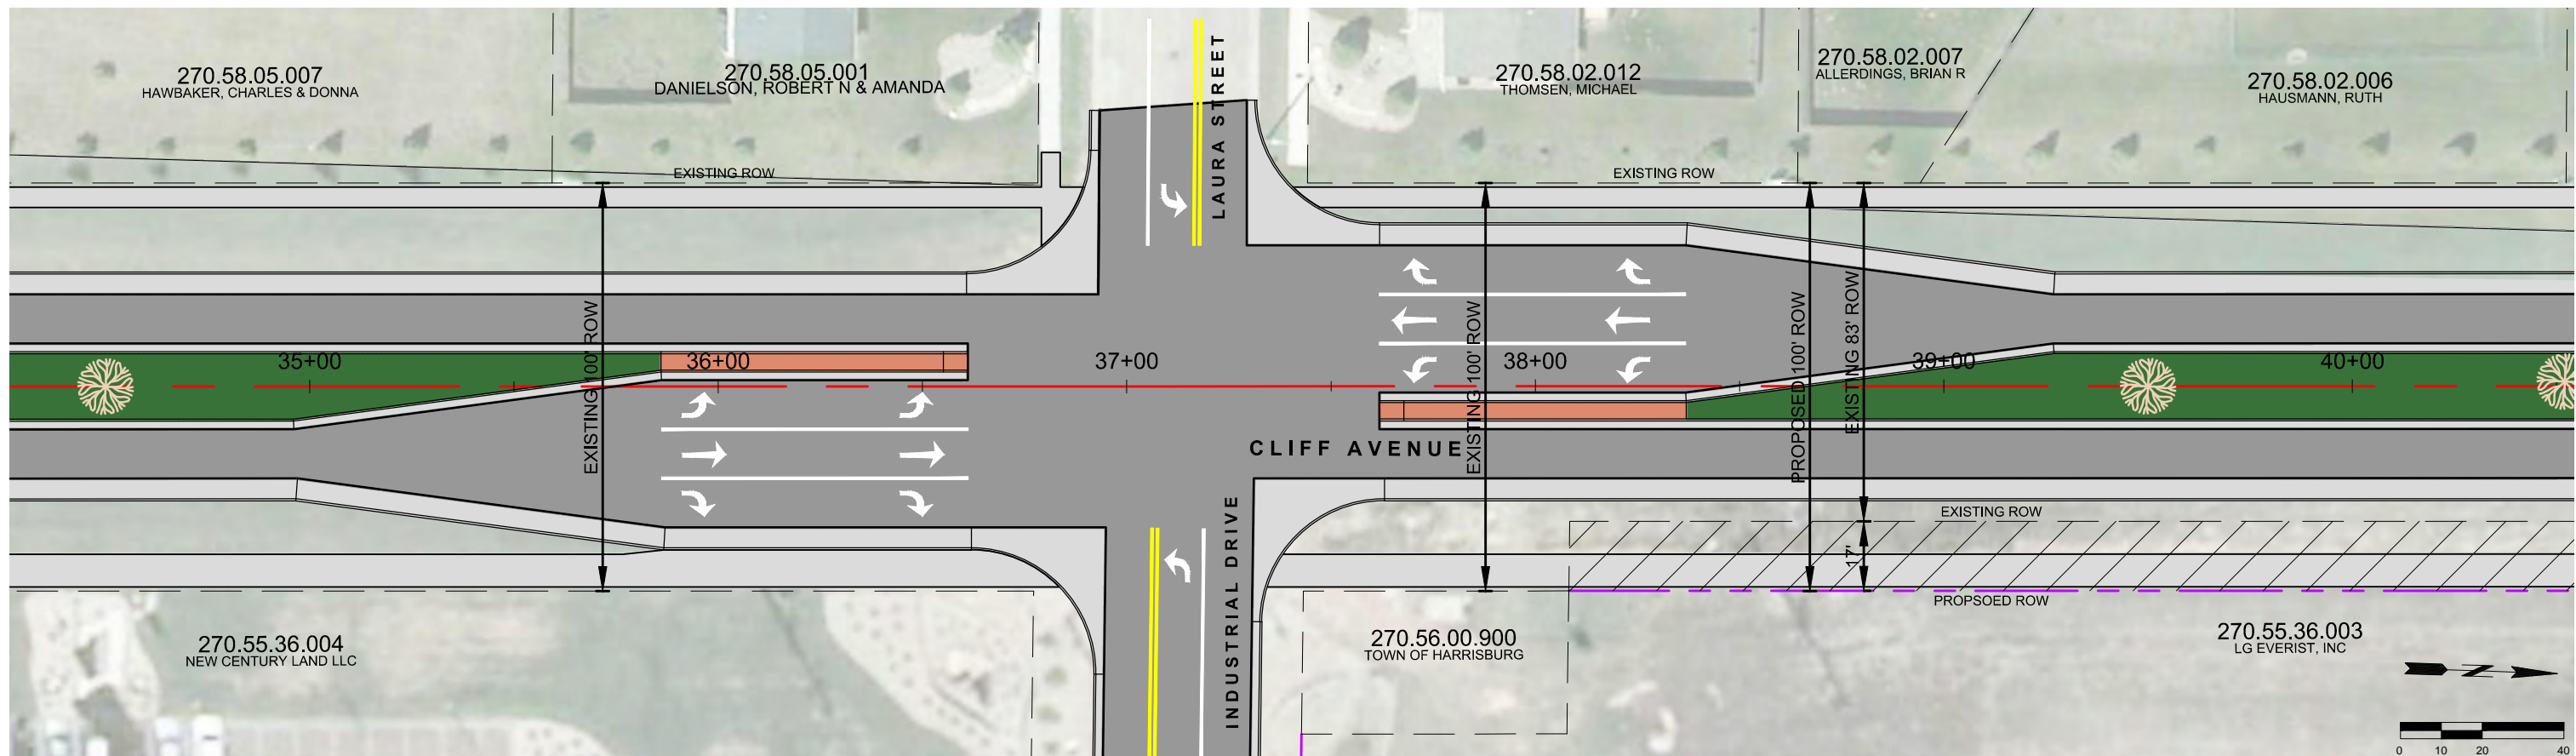 270.58.05.007
HAWBAKER, CHARLES & DONNA
270.58.05.001
DANIELSON, ROBERT N & AMANDA
LAURA STREET
270.58.02.012
THOMSEN, MICHAEL
270.58.02.007
ALLERDINGS, BRIAN R
270.58.02.006
HAUSMANN, RUTH
EXISTING ROW
EXISTING ROW
35+00
36+00
37+00
38+00
39+00
40+00
EXISTING 100' ROW
EXISTING 100' ROW
PROPOSED 100' ROW
EXISTING 83' ROW
CLIFF AVENUE
INDUSTRIAL DRIVE
EXISTING ROW
17'
PROPSOED ROW
270.55.36.004
NEW CENTURY LAND LLC
270.56.00.900
TOWN OF HARRISBURG
270.55.36.003
LG EVERIST, INC
Z
0 10 20 40